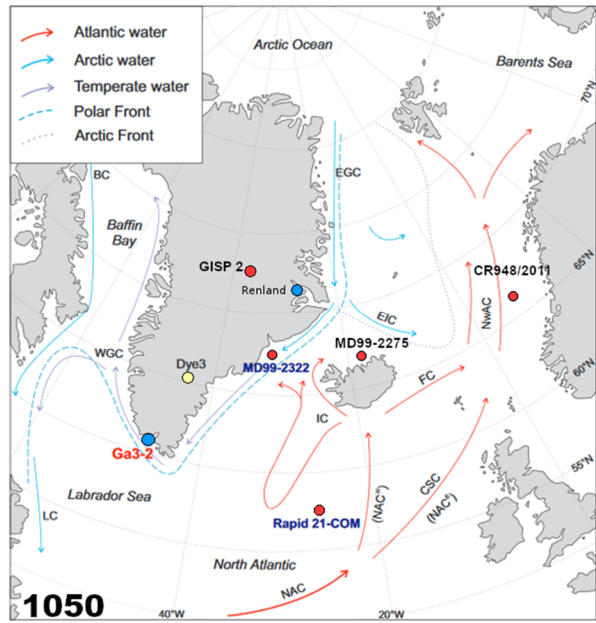 Atlantic water
Arctic water
Temperate water
Polar Front
Arctic Front
Arctic Ocean
Barents Sea
70°N
BC
EGC
Baffin
Bay
GISP 2
Renland
65°N
CR948/2011
EIC
NwAC
MD99-2275
WGC
Dye3
MD99-2322
60°N
FC
IC
Ga3-2
55°N
Labrador Sea
LC
CSC
(NAC
(NAC
Rapid 21-COM
North Atlantic
NAC
1050
40°W
20°W